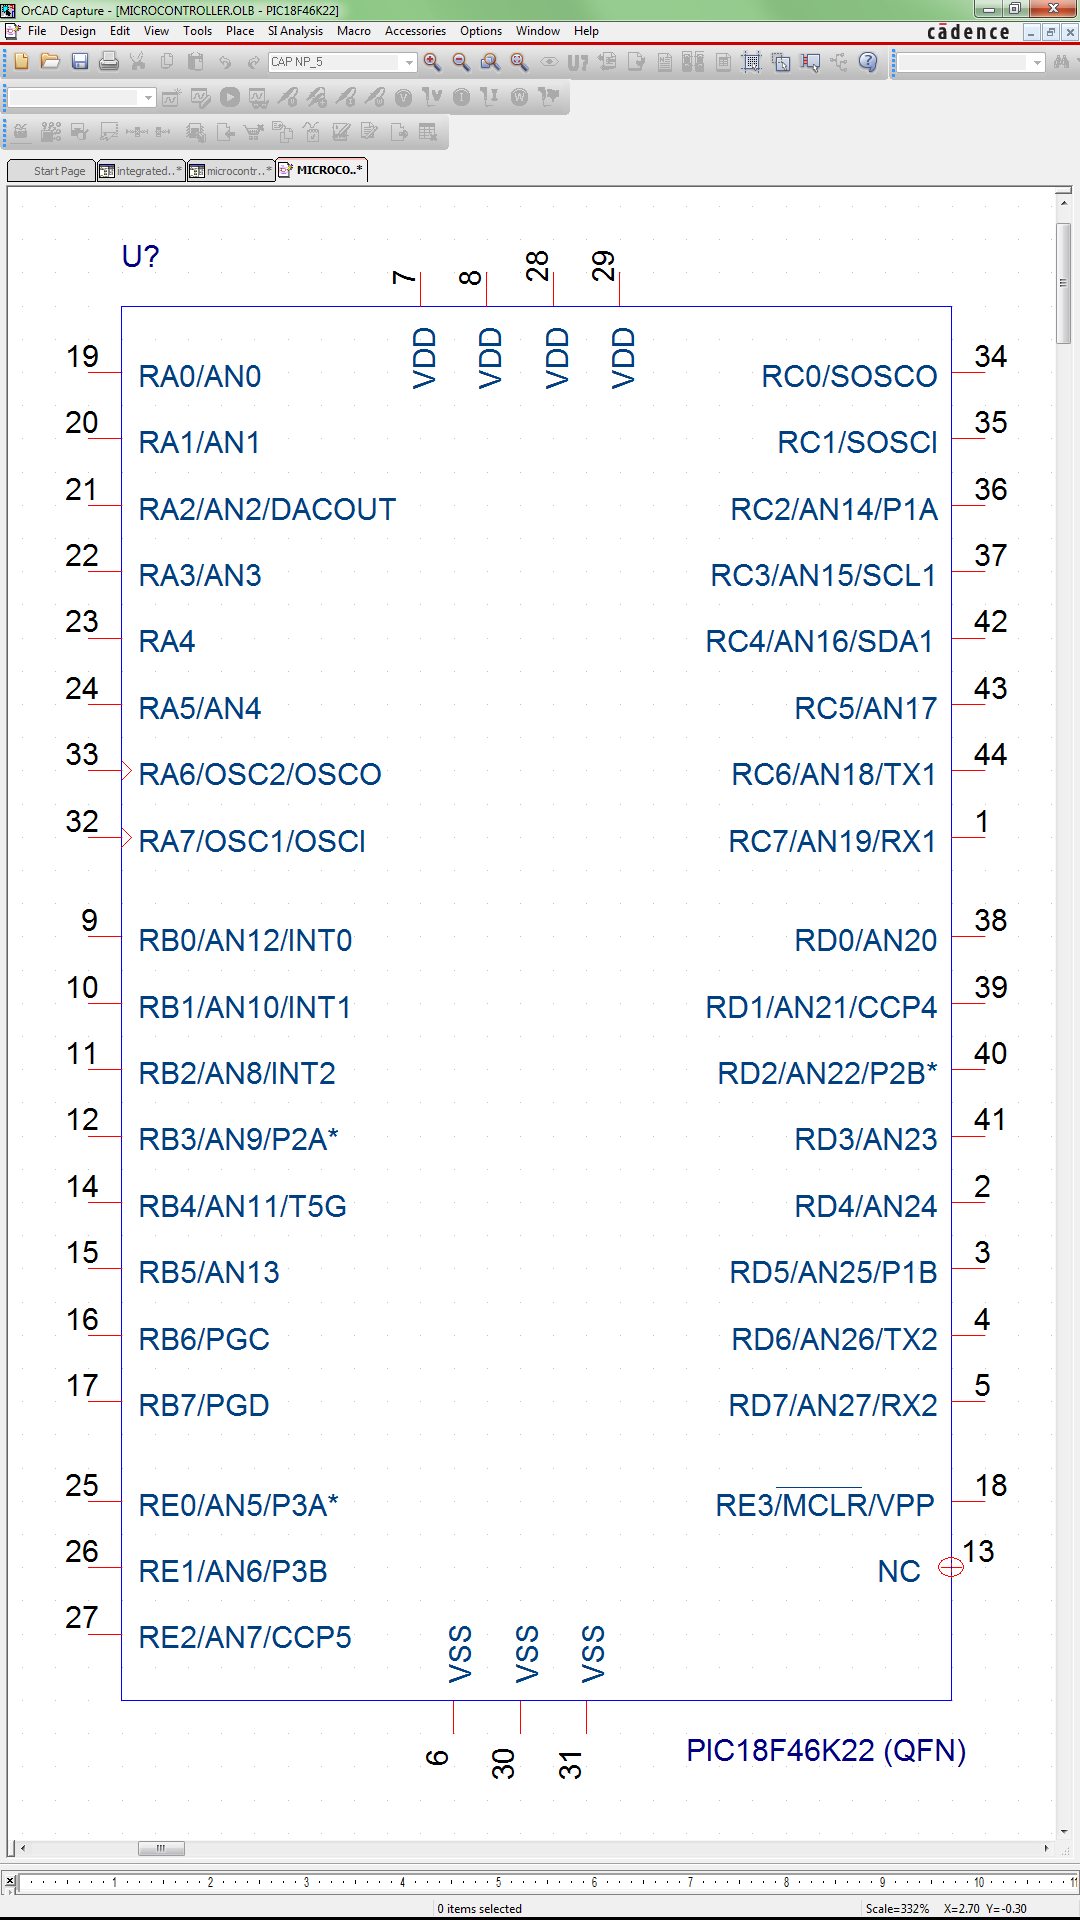 OrCAD Capture - [MICROCONTROLLER.OLB - PIC18F46K22]
File Design Edit View Tools Place SI Analysis Macro Accessories Options Window Help
cādence
CAP NP_5
Start Page
integrated..*
microcontr..*
MICROCO..*
U?
7 8 28 29
VDD VDD VDD VDD
19 RA0/AN0 RC0/SOSCO 34
20 RA1/AN1 RC1/SOSCI 35
21 RA2/AN2/DACOUT RC2/AN14/P1A 36
22 RA3/AN3 RC3/AN15/SCL1 37
23 RA4 RC4/AN16/SDA1 42
24 RA5/AN4 RC5/AN17 43
33 RA6/OSC2/OSCO RC6/AN18/TX1 44
32 RA7/OSC1/OSCI RC7/AN19/RX1 1
9 RB0/AN12/INT0 RD0/AN20 38
10 RB1/AN10/INT1 RD1/AN21/CCP4 39
11 RB2/AN8/INT2 RD2/AN22/P2B* 40
12 RB3/AN9/P2A* RD3/AN23 41
14 RB4/AN11/T5G RD4/AN24 2
15 RB5/AN13 RD5/AN25/P1B 3
16 RB6/PGC RD6/AN26/TX2 4
17 RB7/PGD RD7/AN27/RX2 5
25 RE0/AN5/P3A* RE3/MCLR/VPP 18
26 RE1/AN6/P3B NC 13
27 RE2/AN7/CCP5
VSS VSS VSS
6 30 31
PIC18F46K22 (QFN)
1 2 3 4 5 6 7 8 9 10 11
0 items selected
Scale=332% X=2.70 Y=-0.30